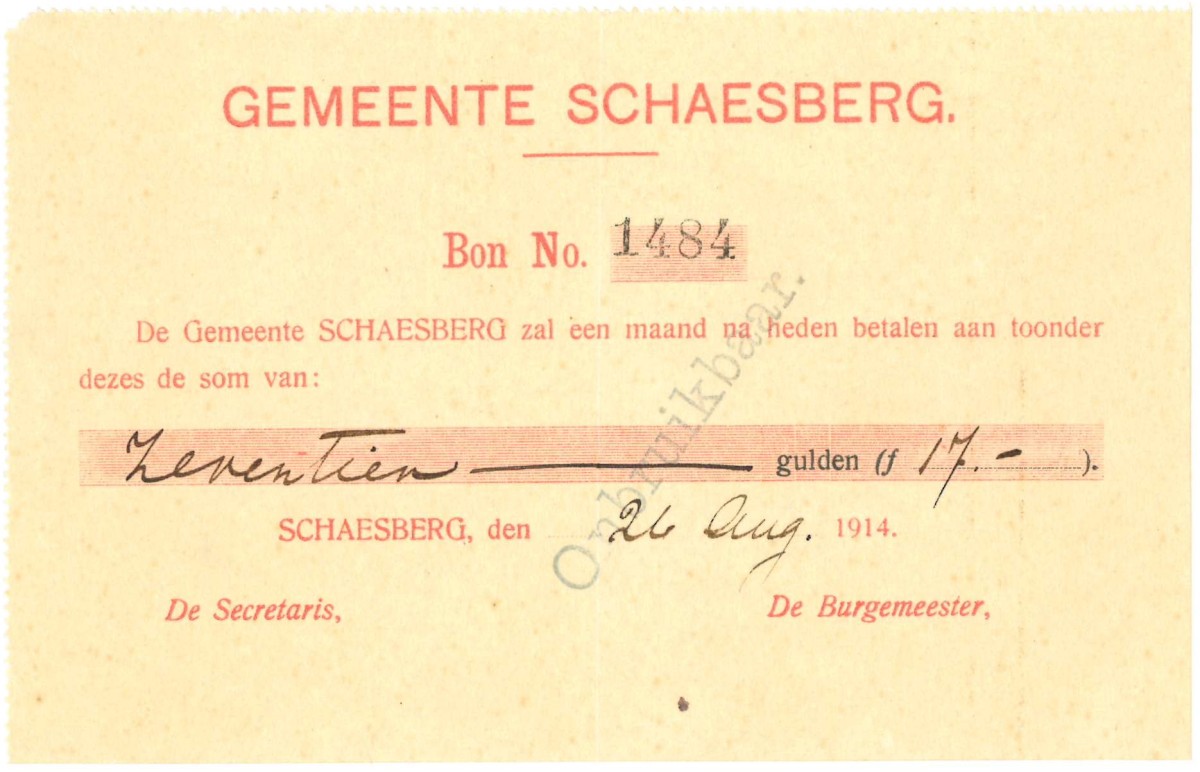 GEMEENTE SCHAESBERG.
Bon No. 1484
De Gemeente SCHAESBERG zal een maand na heden betalen aan toonder
dezes de som van:
Zeventien gulden (f 17.- ).
SCHAESBERG, den 26 Aug. 1914.
De Secretaris, De Burgemeester,
Onbruikbaar.